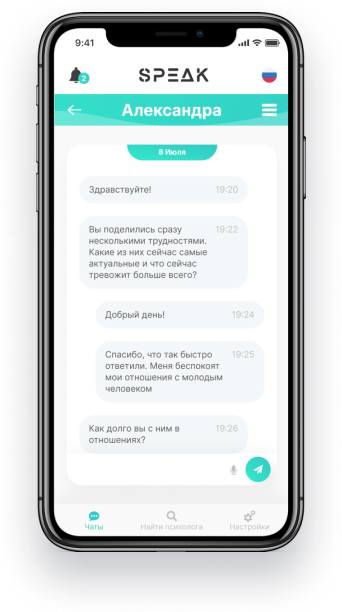 9:41
2
SPEAK
Александра
8 Июля
Здравствуйте!
19:20
Вы поделились сразу
19:22
несколькими трудностями.
Какие из них сейчас самые
актуальные и что сейчас
тревожит больше всего?
Добрый день!
19:24
Спасибо, что так быстро
19:25
ответили. Меня беспокоят
мои отношения с молодым
человеком
Как долго вы с ним в
19:26
отношениях?
Чаты
Найти психолога
Настройки